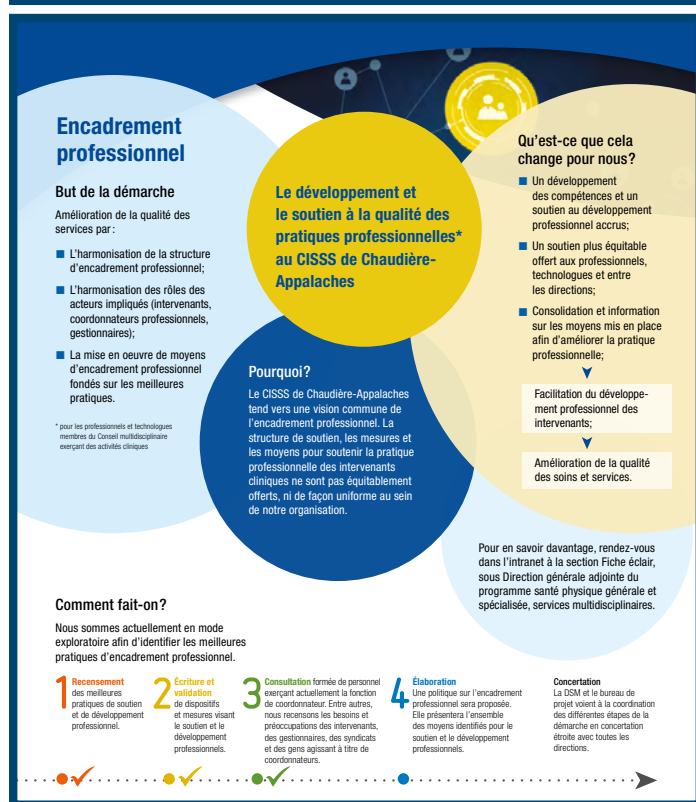 Encadrement
professionnel
But de la démarche
Amélioration de la qualité des
services par :
■ L'harmonisation de la structure
d'encadrement professionnel;
■ L'harmonisation des rôles des
acteurs impliqués (intervenants,
coordonnateurs professionnels,
gestionnaires);
■ La mise en oeuvre de moyens
d'encadrement professionnel
fondés sur les meilleures
pratiques.
* pour les professionnels et technologues
membres du Conseil multidisciplinaire
exerçant des activités cliniques
Le développement et
le soutien à la qualité des
pratiques professionnelles*
au CISSS de Chaudière-
Appalaches
Pourquoi?
Le CISSS de Chaudière-Appalaches
tend vers une vision commune de
l'encadrement professionnel. La
structure de soutien, les mesures et
les moyens pour soutenir la pratique
professionnelle des intervenants
cliniques ne sont pas équitablement
offerts, ni de façon uniforme au sein
de notre organisation.
Qu'est-ce que cela
change pour nous?
■ Un développement
des compétences et un
soutien au développement
professionnel accrus;
■ Un soutien plus équitable
offert aux professionnels,
technologues et entre
les directions;
■ Consolidation et information
sur les moyens mis en place
afin d'améliorer la pratique
professionnelle;
Facilitation du développe-
ment professionnel des
intervenants;
Amélioration de la qualité
des soins et services.
Pour en savoir davantage, rendez-vous
dans l'intranet à la section Fiche éclair,
sous Direction générale adjointe du
programme santé physique générale et
spécialisée, services multidisciplinaires.
Comment fait-on?
Nous sommes actuellement en mode
exploratoire afin d'identifier les meilleures
pratiques d'encadrement professionnel.
1 Recensement
des meilleures
pratiques de soutien
et de développement
professionnel.
2 Écriture et
validation
de dispositifs
et mesures visant
le soutien et le
développement
professionnels.
3 Consultation formée de personnel
exerçant actuellement la fonction
de coordonnateur. Entre autres,
nous recensons les besoins et
préoccupations des intervenants,
des gestionnaires, des syndicats
et des gens agissant à titre de
coordonnateurs.
4 Élaboration
Une politique sur l'encadrement
professionnel sera proposée.
Elle présentera l'ensemble
des moyens identifiés pour le
soutien et le développement
professionnels.
Concertation
La DSM et le bureau de
projet voient à la coordination
des différentes étapes de la
démarche en concertation
étroite avec toutes les
directions.